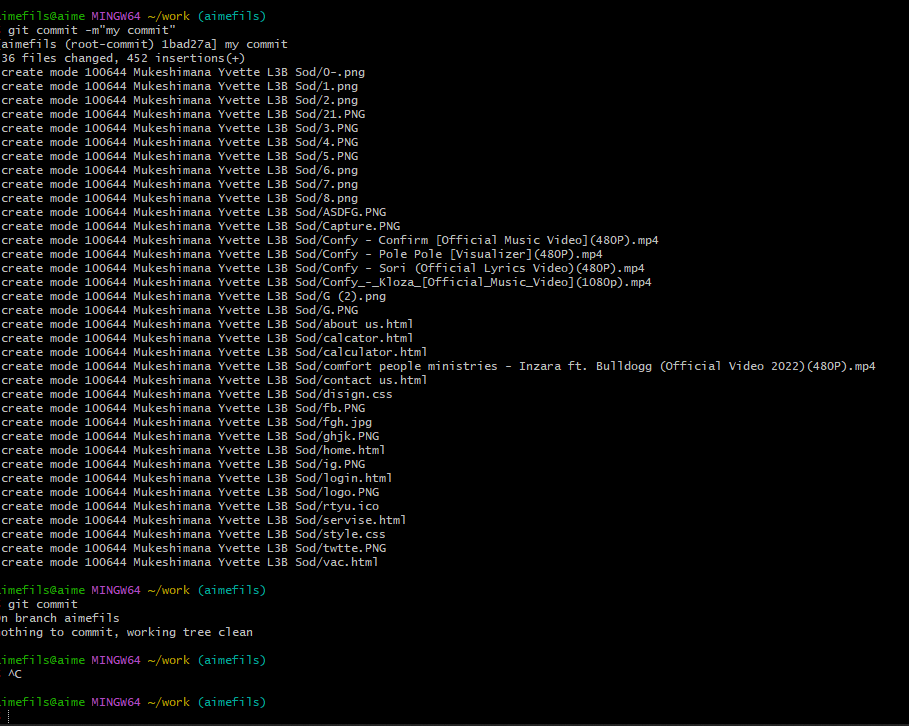 aimefils@aime MINGW64 ~/work (aimefils)
git commit -m"my commit"
aimefils (root-commit) 1bad27a] my commit
36 files changed, 452 insertions(+)
create mode 100644 Mukeshimana Yvette L3B Sod/0-.png
create mode 100644 Mukeshimana Yvette L3B Sod/1.png
create mode 100644 Mukeshimana Yvette L3B Sod/2.png
create mode 100644 Mukeshimana Yvette L3B Sod/21.PNG
create mode 100644 Mukeshimana Yvette L3B Sod/3.PNG
create mode 100644 Mukeshimana Yvette L3B Sod/4.PNG
create mode 100644 Mukeshimana Yvette L3B Sod/5.PNG
create mode 100644 Mukeshimana Yvette L3B Sod/6.png
create mode 100644 Mukeshimana Yvette L3B Sod/7.png
create mode 100644 Mukeshimana Yvette L3B Sod/8.png
create mode 100644 Mukeshimana Yvette L3B Sod/ASDFG.PNG
create mode 100644 Mukeshimana Yvette L3B Sod/Capture.PNG
create mode 100644 Mukeshimana Yvette L3B Sod/Confy - Confirm [Official Music Video](480P).mp4
create mode 100644 Mukeshimana Yvette L3B Sod/Confy - Pole Pole [Visualizer](480P).mp4
create mode 100644 Mukeshimana Yvette L3B Sod/Confy - Sori (Official Lyrics Video)(480P).mp4
create mode 100644 Mukeshimana Yvette L3B Sod/Confy_-_Kloza_[Official_Music_Video](1080p).mp4
create mode 100644 Mukeshimana Yvette L3B Sod/G (2).png
create mode 100644 Mukeshimana Yvette L3B Sod/G.PNG
create mode 100644 Mukeshimana Yvette L3B Sod/about us.html
create mode 100644 Mukeshimana Yvette L3B Sod/calcator.html
create mode 100644 Mukeshimana Yvette L3B Sod/calculator.html
create mode 100644 Mukeshimana Yvette L3B Sod/comfort people ministries - Inzara ft. Bulldogg (Official Video 2022)(480P).mp4
create mode 100644 Mukeshimana Yvette L3B Sod/contact us.html
create mode 100644 Mukeshimana Yvette L3B Sod/disign.css
create mode 100644 Mukeshimana Yvette L3B Sod/fb.PNG
create mode 100644 Mukeshimana Yvette L3B Sod/fgh.jpg
create mode 100644 Mukeshimana Yvette L3B Sod/ghjk.PNG
create mode 100644 Mukeshimana Yvette L3B Sod/home.html
create mode 100644 Mukeshimana Yvette L3B Sod/ig.PNG
create mode 100644 Mukeshimana Yvette L3B Sod/login.html
create mode 100644 Mukeshimana Yvette L3B Sod/logo.PNG
create mode 100644 Mukeshimana Yvette L3B Sod/rtyu.ico
create mode 100644 Mukeshimana Yvette L3B Sod/servise.html
create mode 100644 Mukeshimana Yvette L3B Sod/style.css
create mode 100644 Mukeshimana Yvette L3B Sod/twtte.PNG
create mode 100644 Mukeshimana Yvette L3B Sod/vac.html
aimefils@aime MINGW64 ~/work (aimefils)
git commit
On branch aimefils
nothing to commit, working tree clean
aimefils@aime MINGW64 ~/work (aimefils)
^C
aimefils@aime MINGW64 ~/work (aimefils)